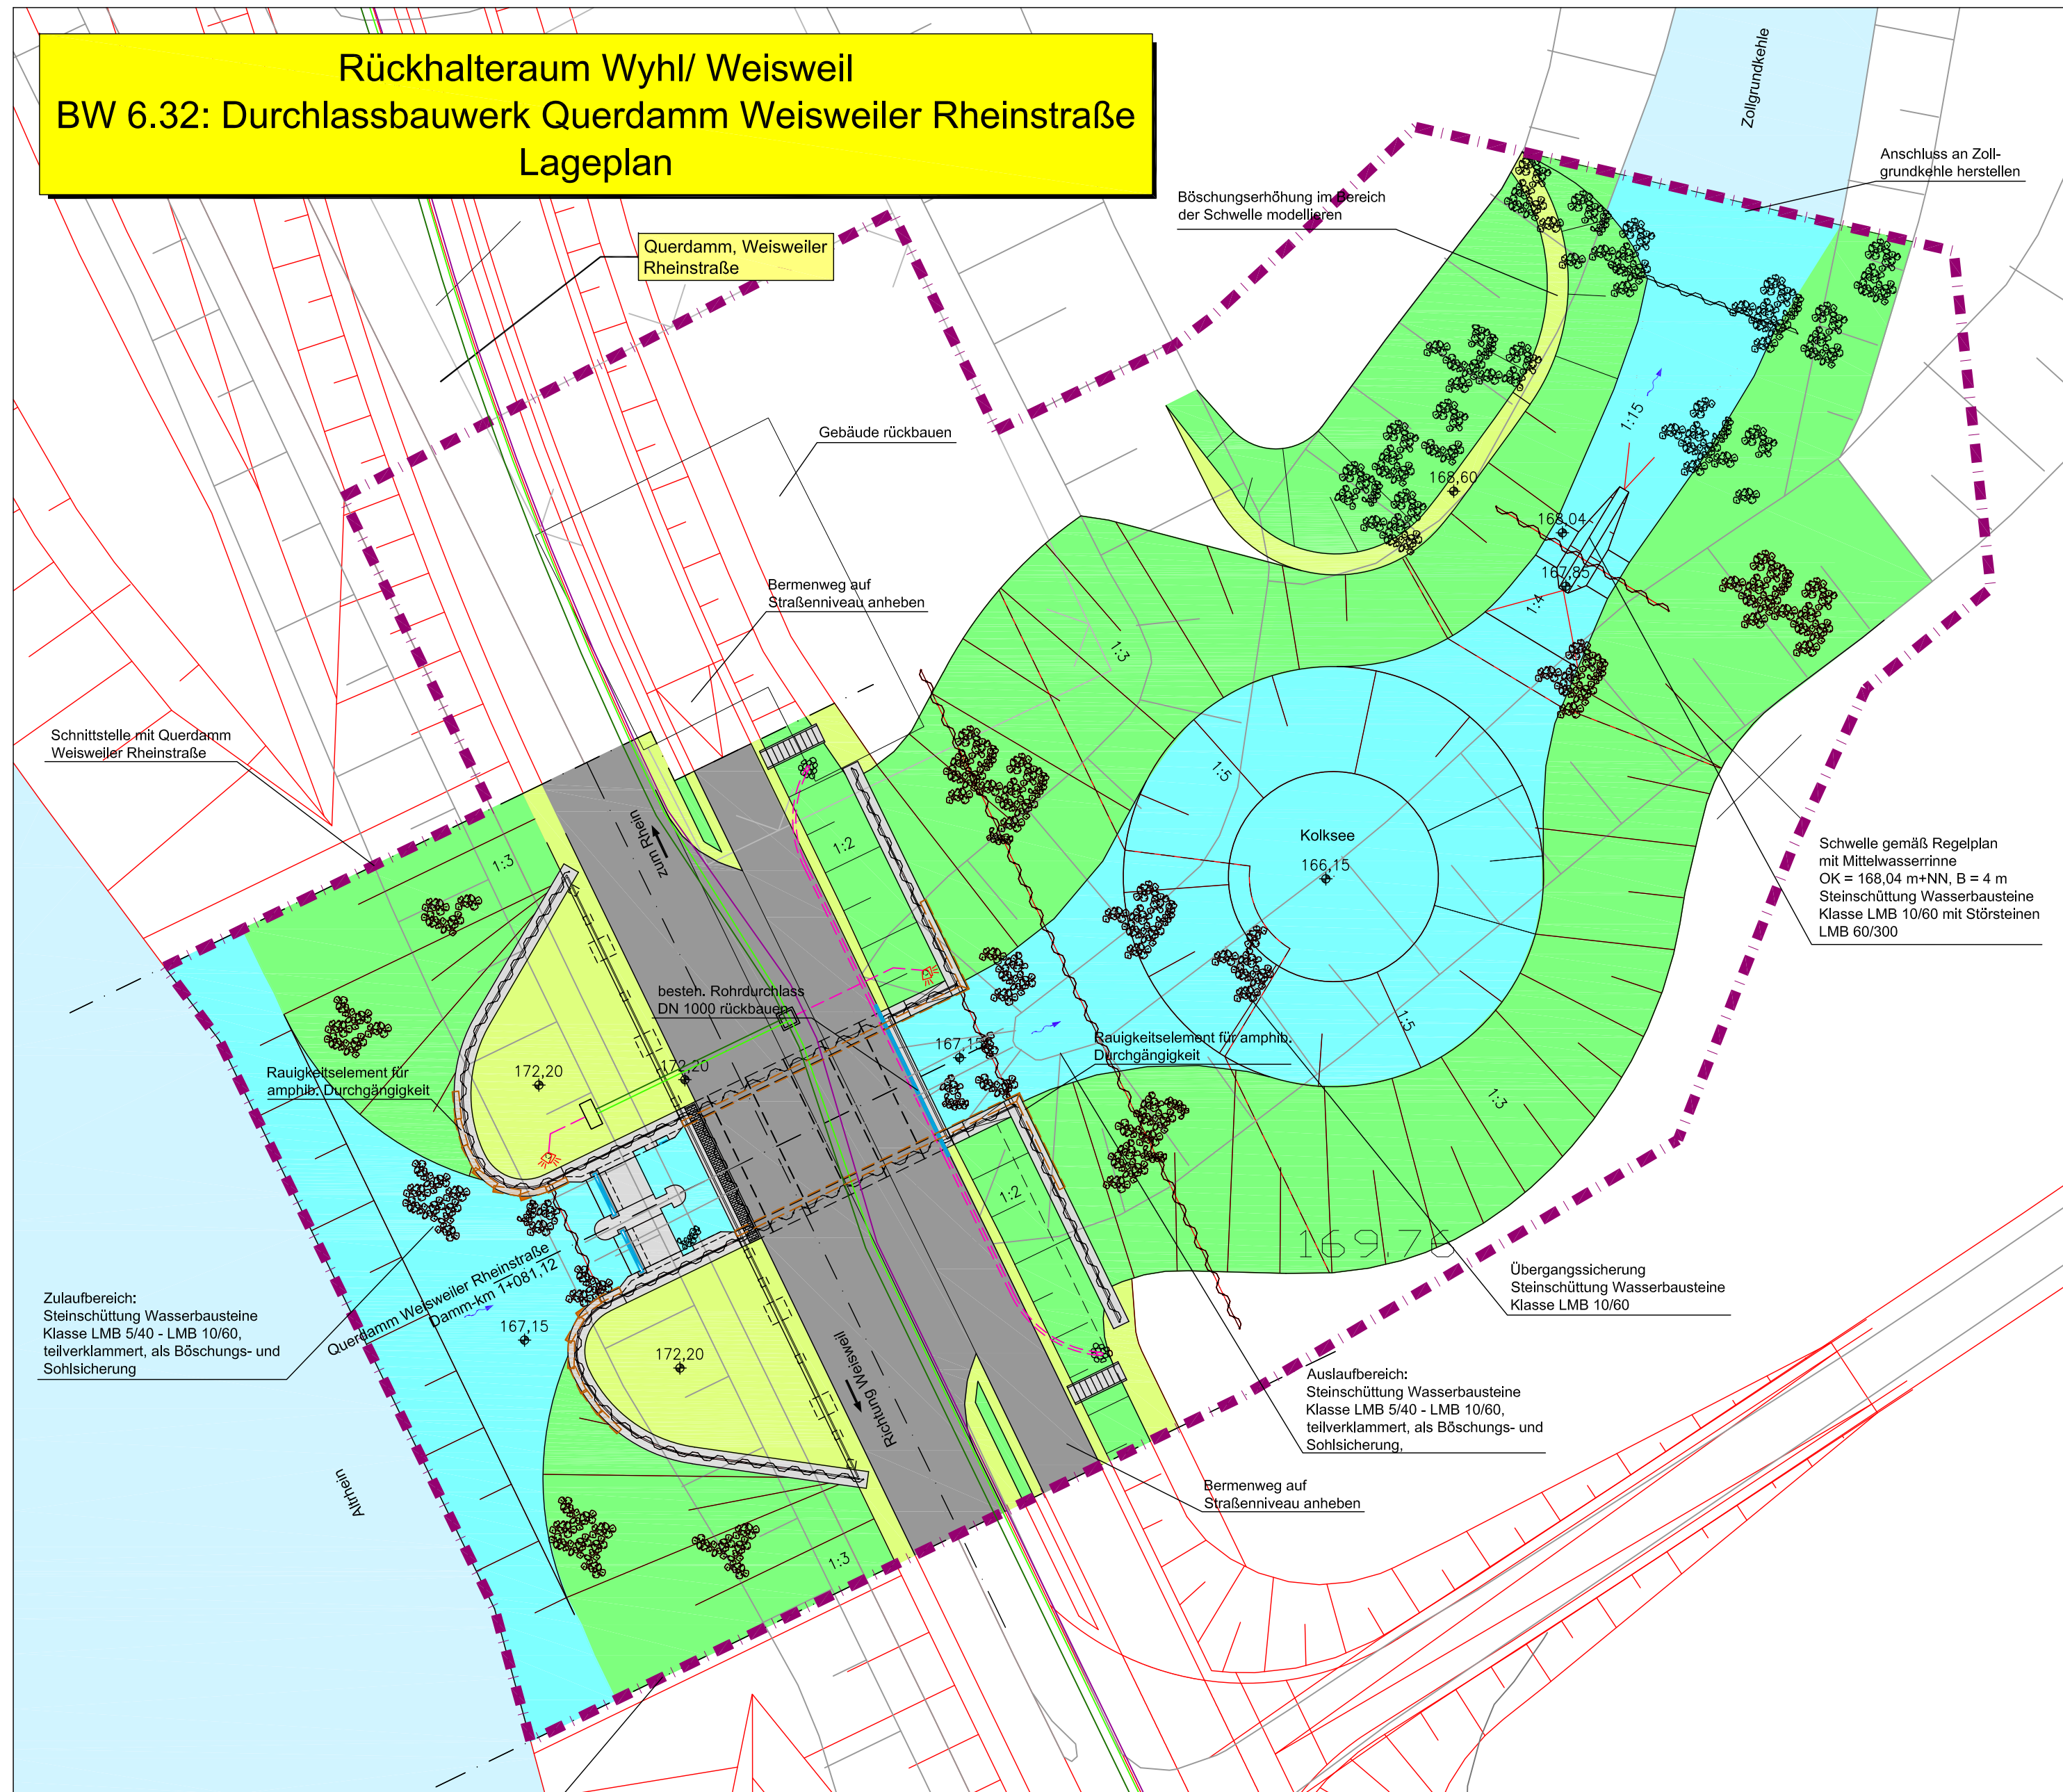 Rückhalteraum Wyhl/ Weisweil
BW 6.32: Durchlassbauwerk Querdamm Weisweiler Rheinstraße
Lageplan
Zollgrundkehle
Anschluss an Zoll-
grundkehle herstellen
Böschungserhöhung im Bereich
der Schwelle modellieren
Querdamm, Weisweiler
Rheinstraße
1:15
Gebäude rückbauen
168,60
168,04
167,85
1:4
Bermenweg auf
Straßenniveau anheben
1:3
Schnittstelle mit Querdamm
Weisweiler Rheinstraße
1:5
zum Rhein
1:2
1:3
Kolksee
166,15
Schwelle gemäß Regelplan
mit Mittelwasserrinne
OK = 168,04 m+NN, B = 4 m
Steinschüttung Wasserbausteine
Klasse LMB 10/60 mit Störsteinen
LMB 60/300
besteh. Rohrdurchlass
DN 1000 rückbauen
1:5
167,15
Rauigkeitselement für amphib.
Durchgängigkeit
Rauigkeitselement für
amphib. Durchgängigkeit
172,20
172,20
1:3
1:2
169.76
Querdamm Weisweiler Rheinstraße
Damm-km 1+081,12
Übergangssicherung
Steinschüttung Wasserbausteine
Klasse LMB 10/60
Zulaufbereich:
Steinschüttung Wasserbausteine
Klasse LMB 5/40 - LMB 10/60,
teilverklammert, als Böschungs- und
Sohlsicherung
167,15
172,20
Richtung Weisweil
Auslaufbereich:
Steinschüttung Wasserbausteine
Klasse LMB 5/40 - LMB 10/60,
teilverklammert, als Böschungs- und
Sohlsicherung,
Altrhein
Bermenweg auf
Straßenniveau anheben
1:3